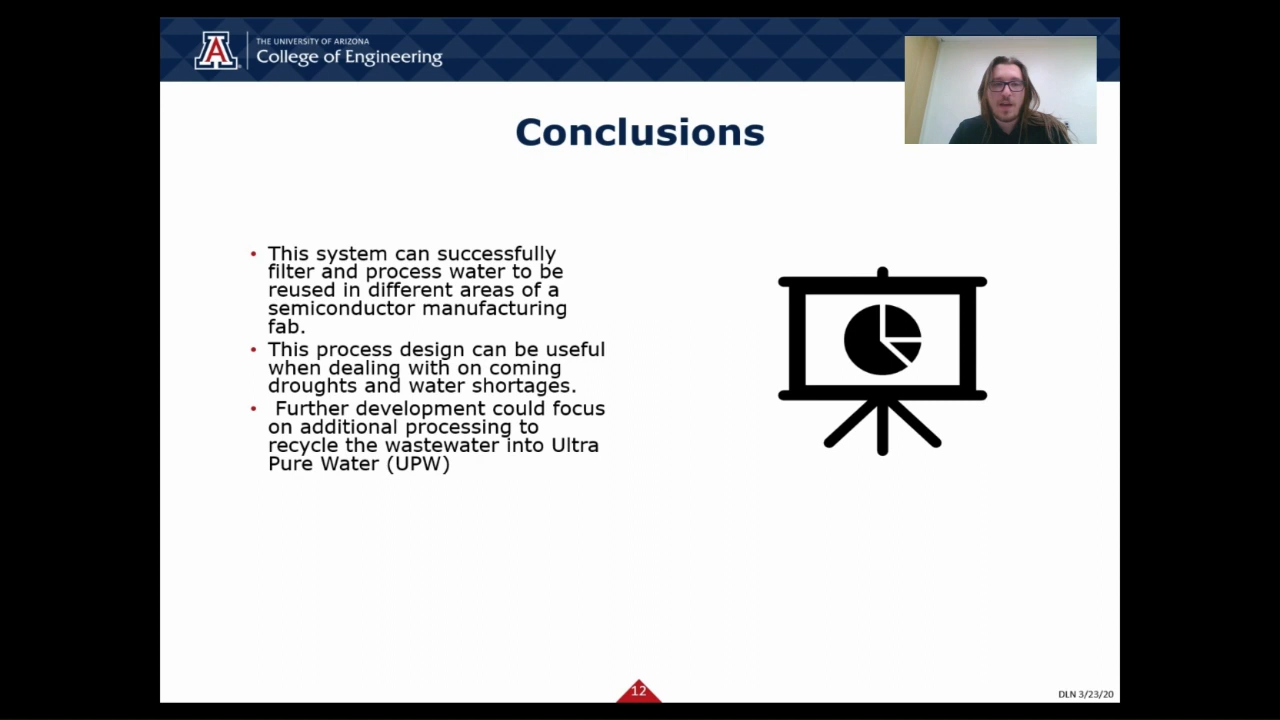 THE UNIVERSITY OF ARIZONA
College of Engineering
Conclusions
• This system can successfully
filter and process water to be
reused in different areas of a
semiconductor manufacturing
fab.
• This process design can be useful
when dealing with on coming
droughts and water shortages.
• Further development could focus
on additional processing to
recycle the wastewater into Ultra
Pure Water (UPW)
12
DLN 3/23/20